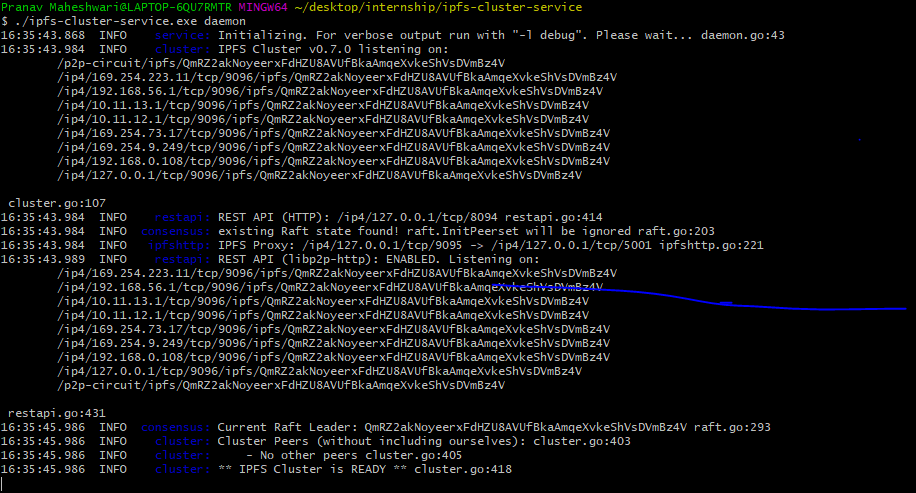 Pranav Maheshwari@LAPTOP-6QU7RMTR MINGW64 ~/desktop/internship/ipfs-cluster-service
$ ./ipfs-cluster-service.exe daemon
16:35:43.868 INFO service: Initializing. For verbose output run with "-l debug". Please wait... daemon.go:43
16:35:43.984 INFO cluster: IPFS Cluster v0.7.0 listening on:
/p2p-circuit/ipfs/QmRZ2akNoyeerxFdHZU8AVUfBkaAmqeXvkeShVsDVmBz4V
/ip4/169.254.223.11/tcp/9096/ipfs/QmRZ2akNoyeerxFdHZU8AVUfBkaAmqeXvkeShVsDVmBz4V
/ip4/192.168.56.1/tcp/9096/ipfs/QmRZ2akNoyeerxFdHZU8AVUfBkaAmqeXvkeShVsDVmBz4V
/ip4/10.11.13.1/tcp/9096/ipfs/QmRZ2akNoyeerxFdHZU8AVUfBkaAmqeXvkeShVsDVmBz4V
/ip4/10.11.12.1/tcp/9096/ipfs/QmRZ2akNoyeerxFdHZU8AVUfBkaAmqeXvkeShVsDVmBz4V
/ip4/169.254.73.17/tcp/9096/ipfs/QmRZ2akNoyeerxFdHZU8AVUfBkaAmqeXvkeShVsDVmBz4V
/ip4/169.254.9.249/tcp/9096/ipfs/QmRZ2akNoyeerxFdHZU8AVUfBkaAmqeXvkeShVsDVmBz4V
/ip4/192.168.0.108/tcp/9096/ipfs/QmRZ2akNoyeerxFdHZU8AVUfBkaAmqeXvkeShVsDVmBz4V
/ip4/127.0.0.1/tcp/9096/ipfs/QmRZ2akNoyeerxFdHZU8AVUfBkaAmqeXvkeShVsDVmBz4V
cluster.go:107
16:35:43.984 INFO restapi: REST API (HTTP): /ip4/127.0.0.1/tcp/8094 restapi.go:414
16:35:43.984 INFO consensus: existing Raft state found! raft.InitPeerset will be ignored raft.go:203
16:35:43.984 INFO ipfshttp: IPFS Proxy: /ip4/127.0.0.1/tcp/9095 -> /ip4/127.0.0.1/tcp/5001 ipfshttp.go:221
16:35:43.989 INFO restapi: REST API (libp2p-http): ENABLED. Listening on:
/ip4/169.254.223.11/tcp/9096/ipfs/QmRZ2akNoyeerxFdHZU8AVUfBkaAmqeXvkeShVsDVmBz4V
/ip4/192.168.56.1/tcp/9096/ipfs/QmRZ2akNoyeerxFdHZU8AVUfBkaAmqeXvkeShVsDVmBz4V
/ip4/10.11.13.1/tcp/9096/ipfs/QmRZ2akNoyeerxFdHZU8AVUfBkaAmqeXvkeShVsDVmBz4V
/ip4/10.11.12.1/tcp/9096/ipfs/QmRZ2akNoyeerxFdHZU8AVUfBkaAmqeXvkeShVsDVmBz4V
/ip4/169.254.73.17/tcp/9096/ipfs/QmRZ2akNoyeerxFdHZU8AVUfBkaAmqeXvkeShVsDVmBz4V
/ip4/169.254.9.249/tcp/9096/ipfs/QmRZ2akNoyeerxFdHZU8AVUfBkaAmqeXvkeShVsDVmBz4V
/ip4/192.168.0.108/tcp/9096/ipfs/QmRZ2akNoyeerxFdHZU8AVUfBkaAmqeXvkeShVsDVmBz4V
/ip4/127.0.0.1/tcp/9096/ipfs/QmRZ2akNoyeerxFdHZU8AVUfBkaAmqeXvkeShVsDVmBz4V
/p2p-circuit/ipfs/QmRZ2akNoyeerxFdHZU8AVUfBkaAmqeXvkeShVsDVmBz4V
restapi.go:431
16:35:45.986 INFO consensus: Current Raft Leader: QmRZ2akNoyeerxFdHZU8AVUfBkaAmqeXvkeShVsDVmBz4V raft.go:293
16:35:45.986 INFO cluster: Cluster Peers (without including ourselves): cluster.go:403
16:35:45.986 INFO cluster: - No other peers cluster.go:405
16:35:45.986 INFO cluster: ** IPFS Cluster is READY ** cluster.go:418